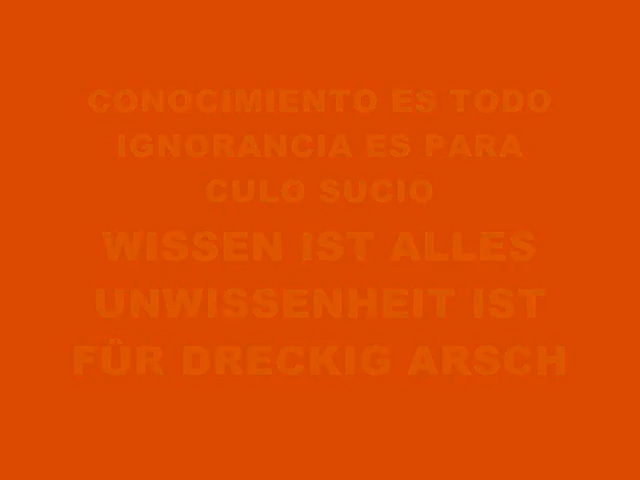 CONOCIMIENTO ES TODO
IGNORANCIA ES PARA
CULO SUCIO
WISSEN IST ALLES
UNWISSENHEIT IST
FÜR DRECKIG ARSCH